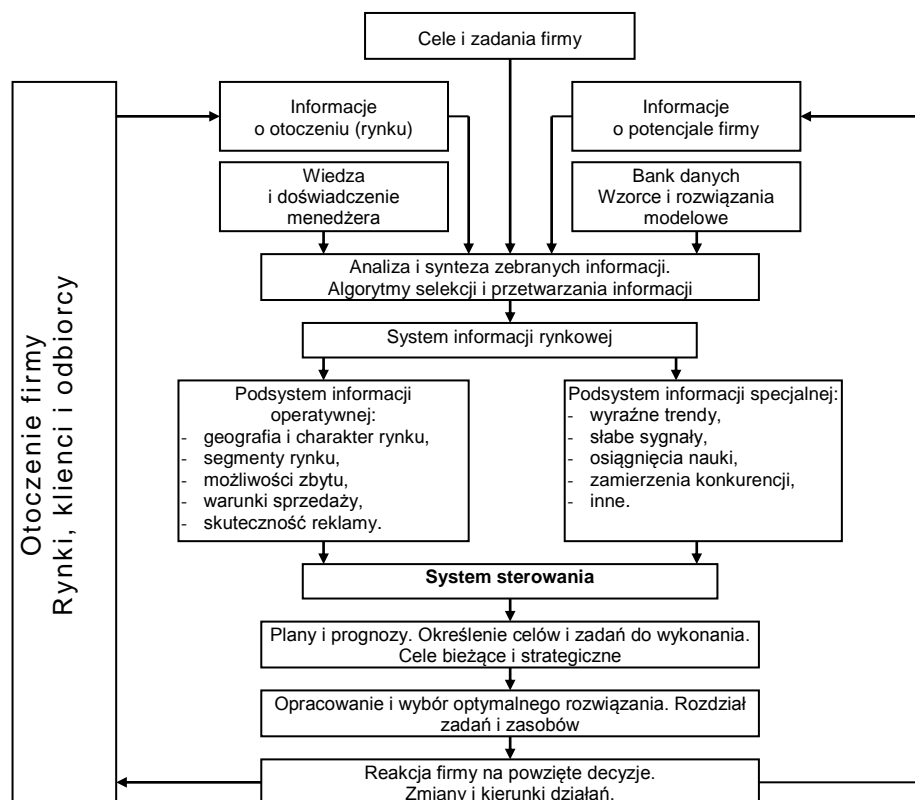 Cele i zadania firmy
Informacje
o otoczeniu (rynku)
Informacje
o potencjale firmy
Wiedza
i doświadczenie
menedżera
Bank danych
Wzorce i rozwiązania
modelowe
Analiza i synteza zebranych informacji.
Algorytmy selekcji i przetwarzania informacji
System informacji rynkowej
Podsystem informacji
operatywnej:
- geografia i charakter rynku,
- segmenty rynku,
- możliwości zbytu,
- warunki sprzedaży,
- skuteczność reklamy.
Podsystem informacji specjalnej:
- wyraźne trendy,
- słabe sygnały,
- osiągnięcia nauki,
- zamierzenia konkurencji,
- inne.
System sterowania
Plany i prognozy. Określenie celów i zadań do wykonania.
Cele bieżące i strategiczne
Opracowanie i wybór optymalnego rozwiązania. Rozdział
zadań i zasobów
Reakcja firmy na powzięte decyzje.
Zmiany i kierunki działań.
Otoczenie firmy
Rynki, klienci i odbiorcy